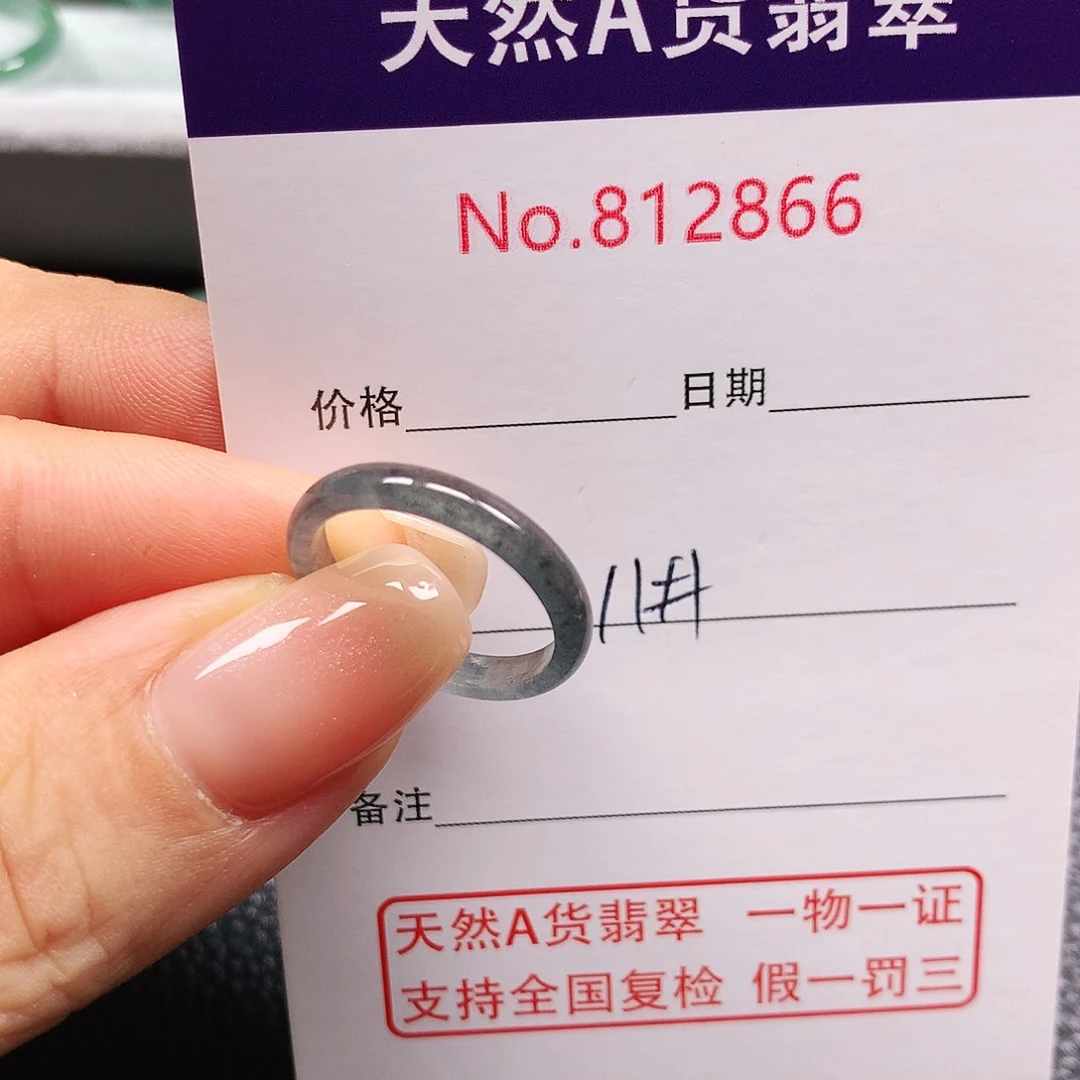 天然A货翡翠
No.812866
价格 日期
11#
备注
天然A货翡翠 一物一证
支持全国复检 假一罚三